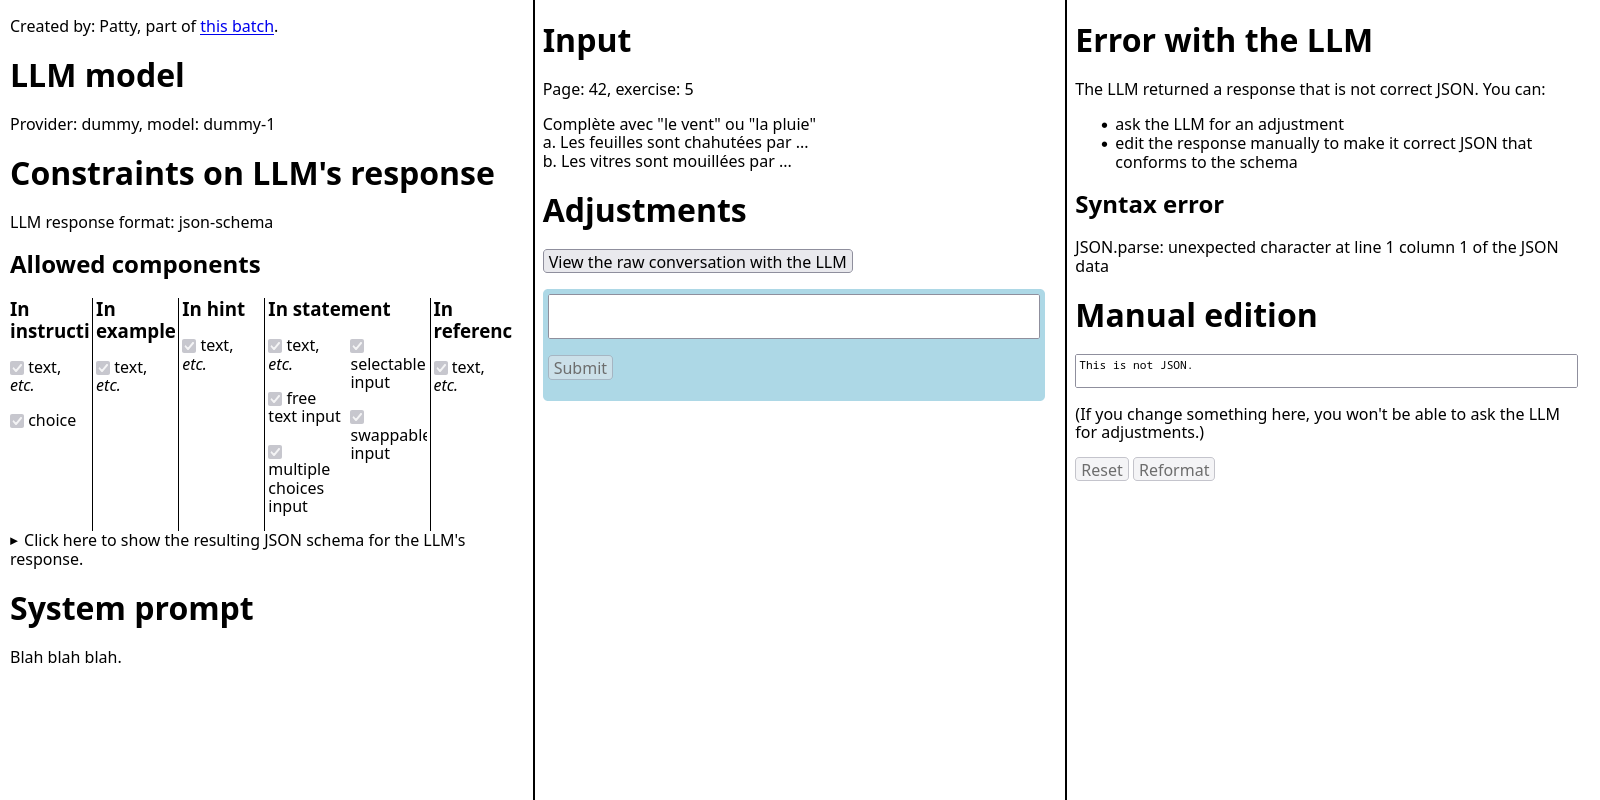 Created by: Patty, part of this batch.
LLM model
Provider: dummy, model: dummy-1
Constraints on LLM's response
LLM response format: json-schema
Allowed components
In
instructi
text,
etc.
choice
In
example
text,
etc.
In hint
text,
etc.
In statement
text,
etc.
free
text input
multiple
choices
input
selectable
input
swappable
input
In
referenc
text,
etc.
▸ Click here to show the resulting JSON schema for the LLM's
response.
System prompt
Blah blah blah.
Input
Page: 42, exercise: 5
Complète avec "le vent" ou "la pluie"
a. Les feuilles sont chahutées par ...
b. Les vitres sont mouillées par ...
Adjustments
View the raw conversation with the LLM
Submit
Error with the LLM
The LLM returned a response that is not correct JSON. You can:
• ask the LLM for an adjustment
• edit the response manually to make it correct JSON that
conforms to the schema
Syntax error
JSON.parse: unexpected character at line 1 column 1 of the JSON
data
Manual edition
This is not JSON.
(If you change something here, you won't be able to ask the LLM
for adjustments.)
Reset Reformat